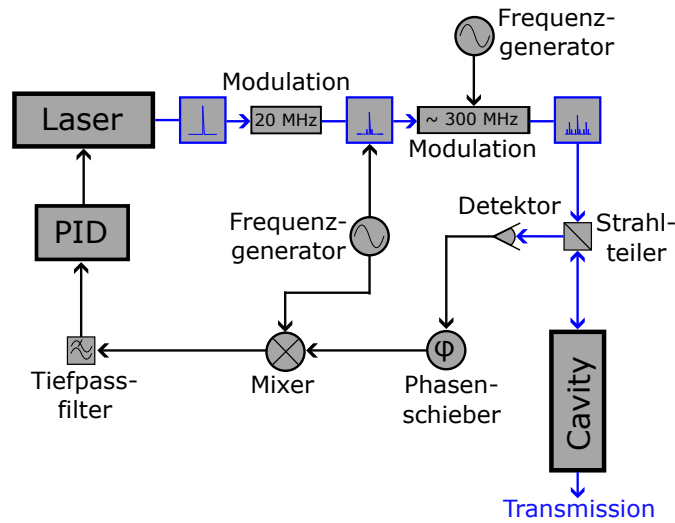 Frequenz-
generator
Modulation
Laser
20 MHz
~ 300 MHz
Modulation
PID
Frequenz-
generator
Detektor
Strahl-
teiler
φ
Tiefpass-
filter
Mixer
Phasen-
schieber
Cavity
Transmission